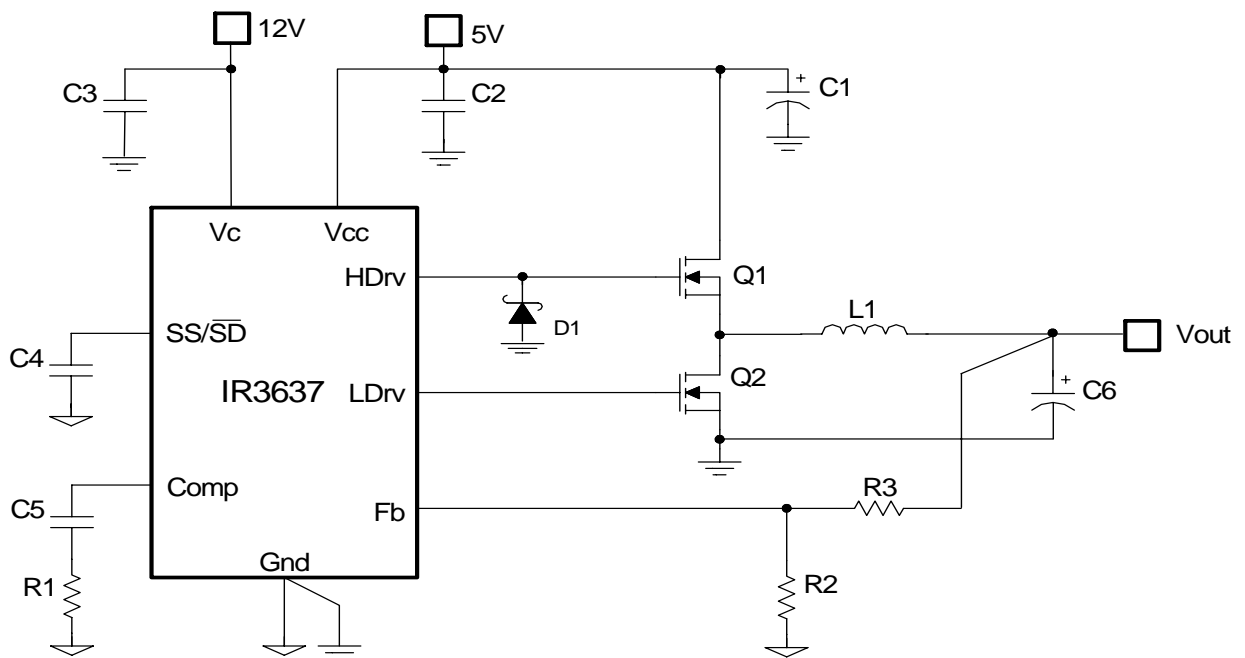 12V
5V
C3
C2
C1
Vc
Vcc
HDrv
Q1
D1
L1
SS/SD
Vout
C4
Q2
IR3637
LDrv
C6
Comp
R3
C5
Fb
Gnd
R1
R2